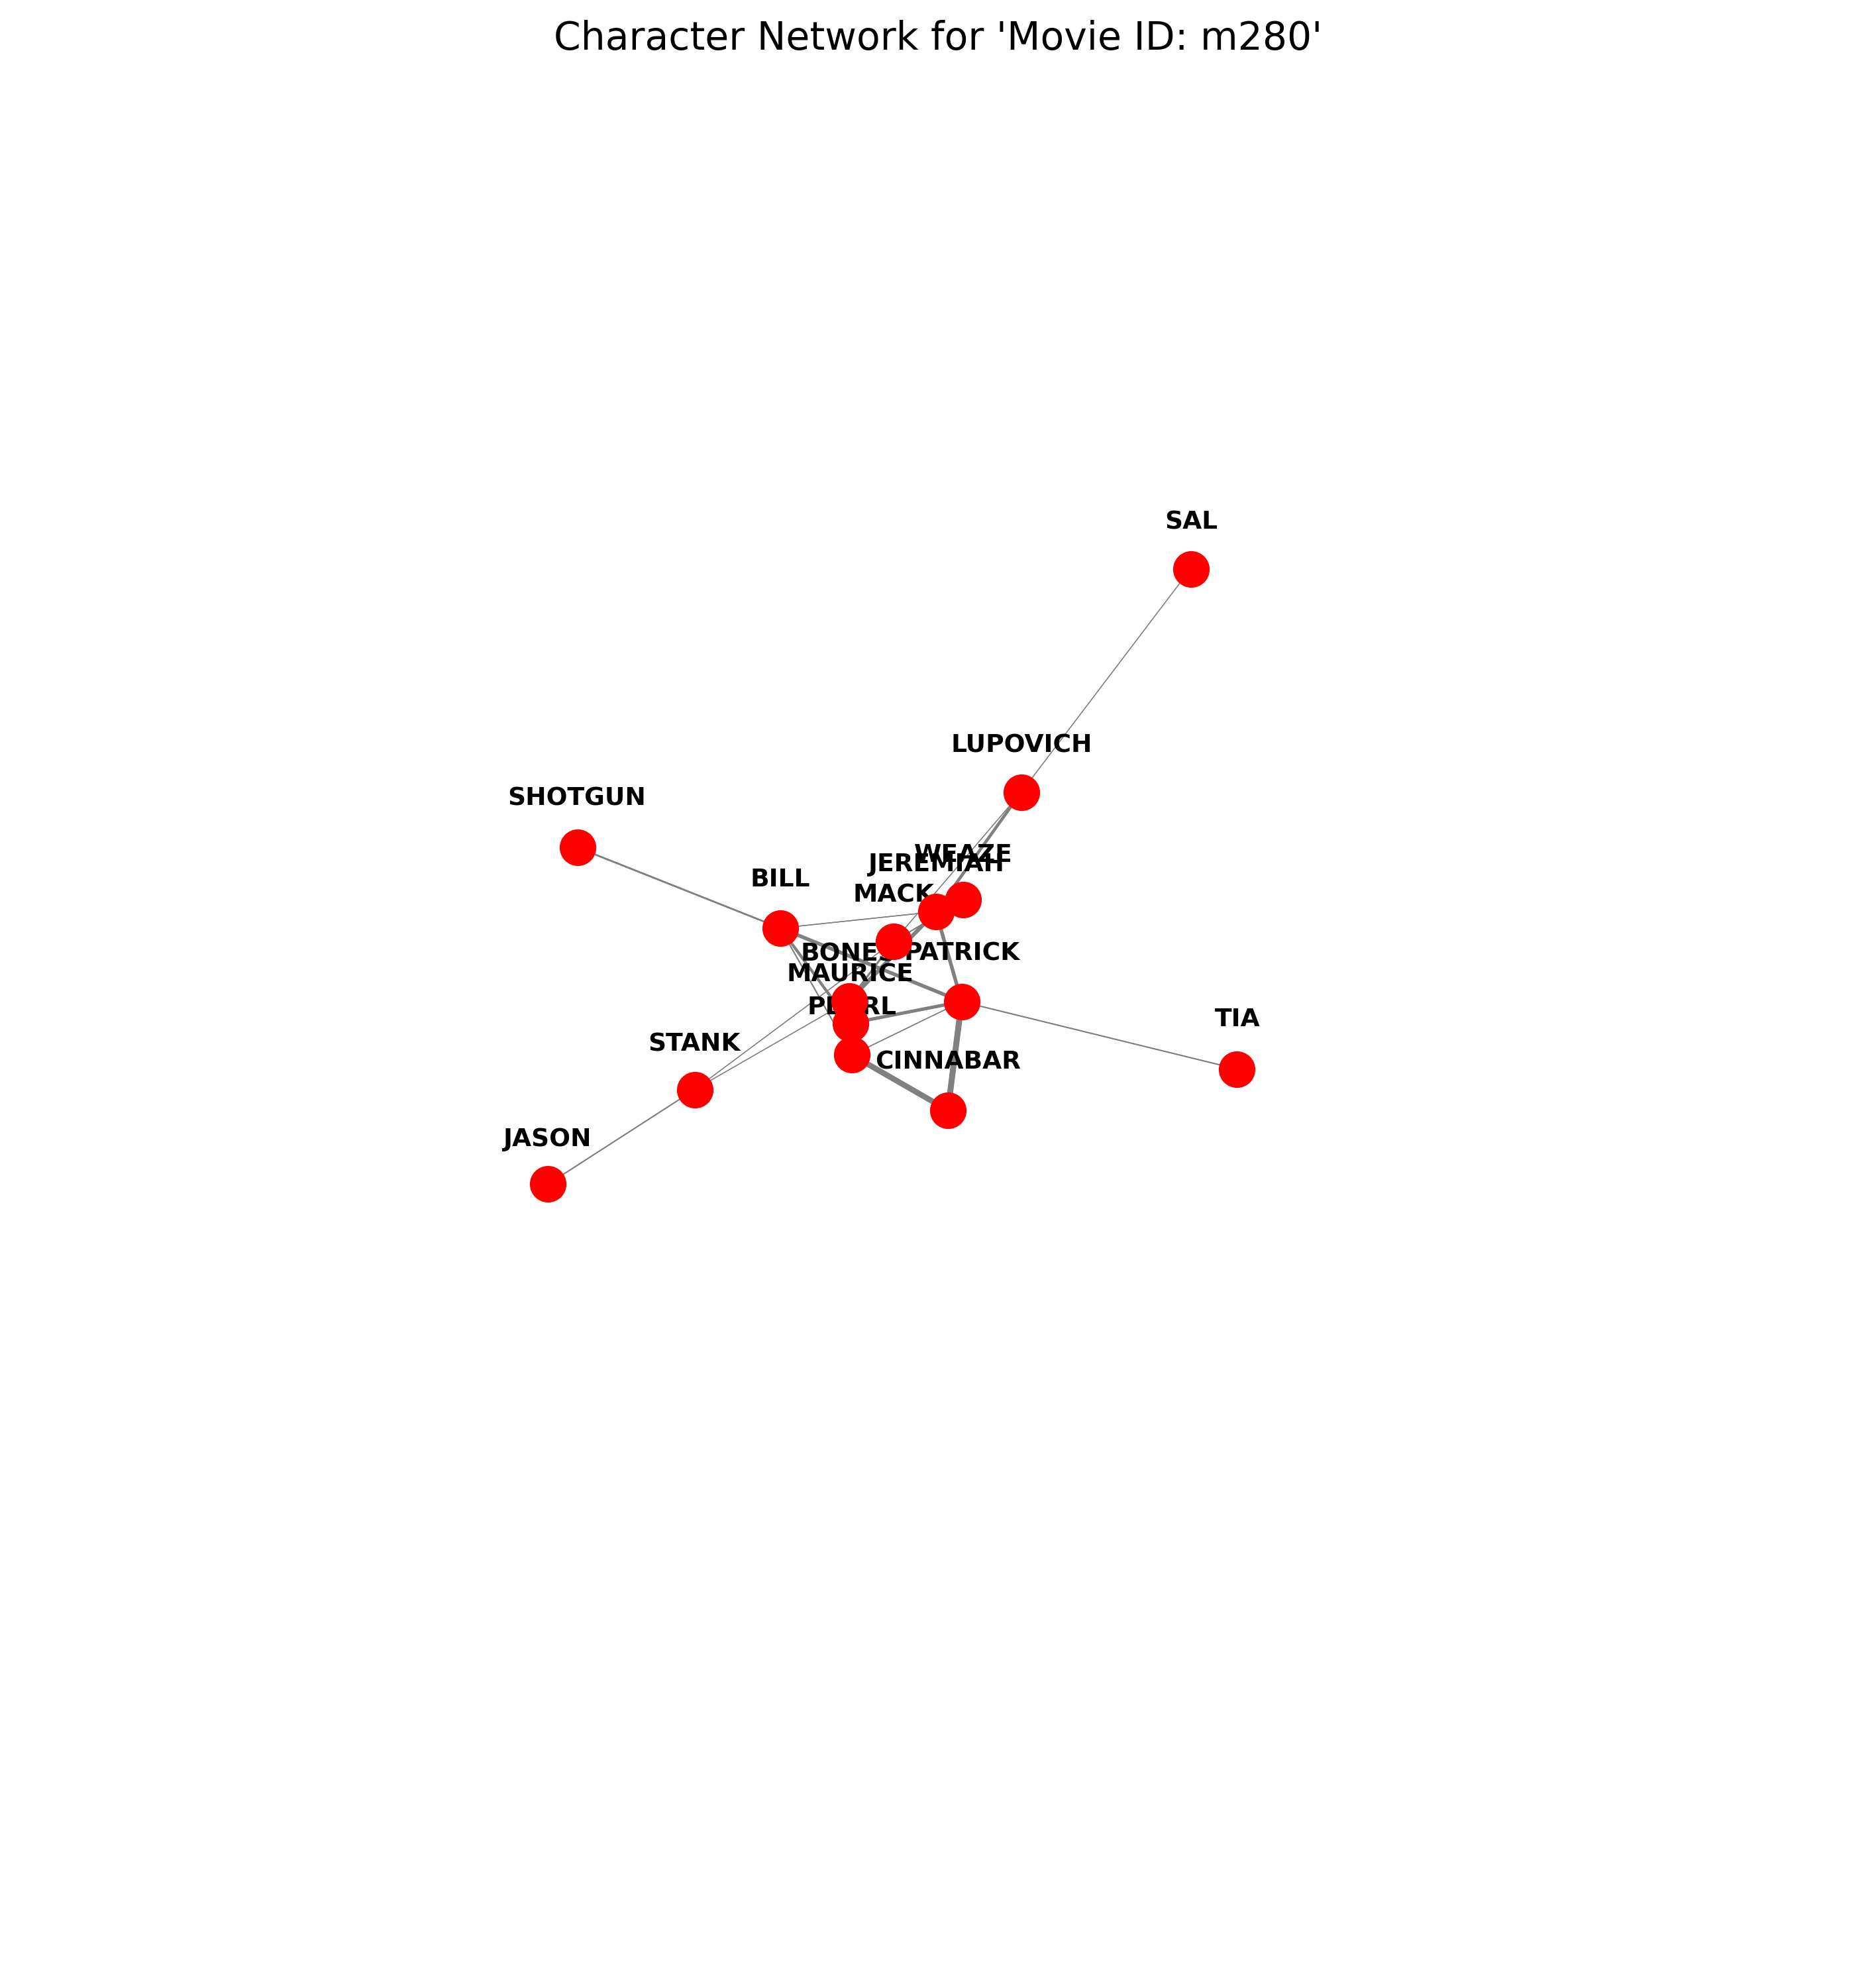 Character Network for 'Movie ID: m280'
SAL
LUPOVICH
SHOTGUN
WEAZE
JEREMIAH
BILL
MACK
BONES
PATRICK
MAURICE
PEARL
TIA
STANK
CINNABAR
JASON